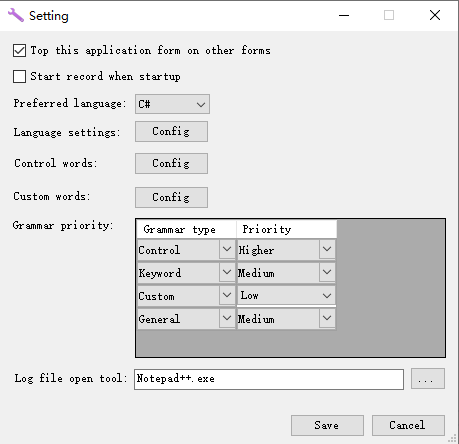 Setting
Top this application form on other forms
Start record when startup
Preferred language: C#
Language settings: Config
Control words: Config
Custom words: Config
Grammar priority: Grammar type Priority
Control Higher
Keyword Medium
Custom Low
General Medium
Log file open tool: Notepad++.exe ...
Save Cancel